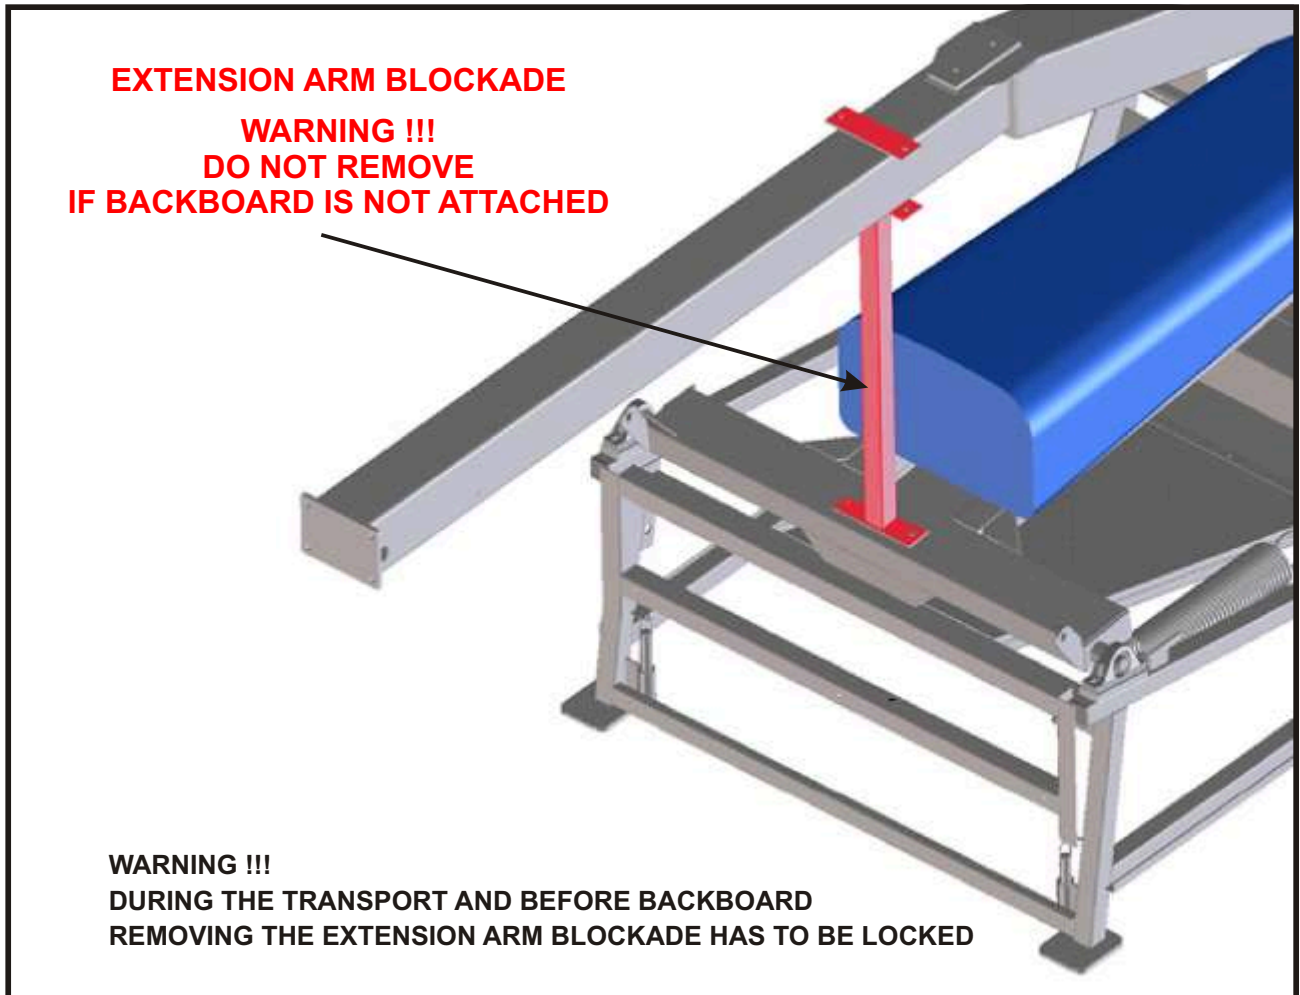 EXTENSION ARM BLOCKADE
WARNING !!!
DO NOT REMOVE
IF BACKBOARD IS NOT ATTACHED
WARNING !!!
DURING THE TRANSPORT AND BEFORE BACKBOARD
REMOVING THE EXTENSION ARM BLOCKADE HAS TO BE LOCKED